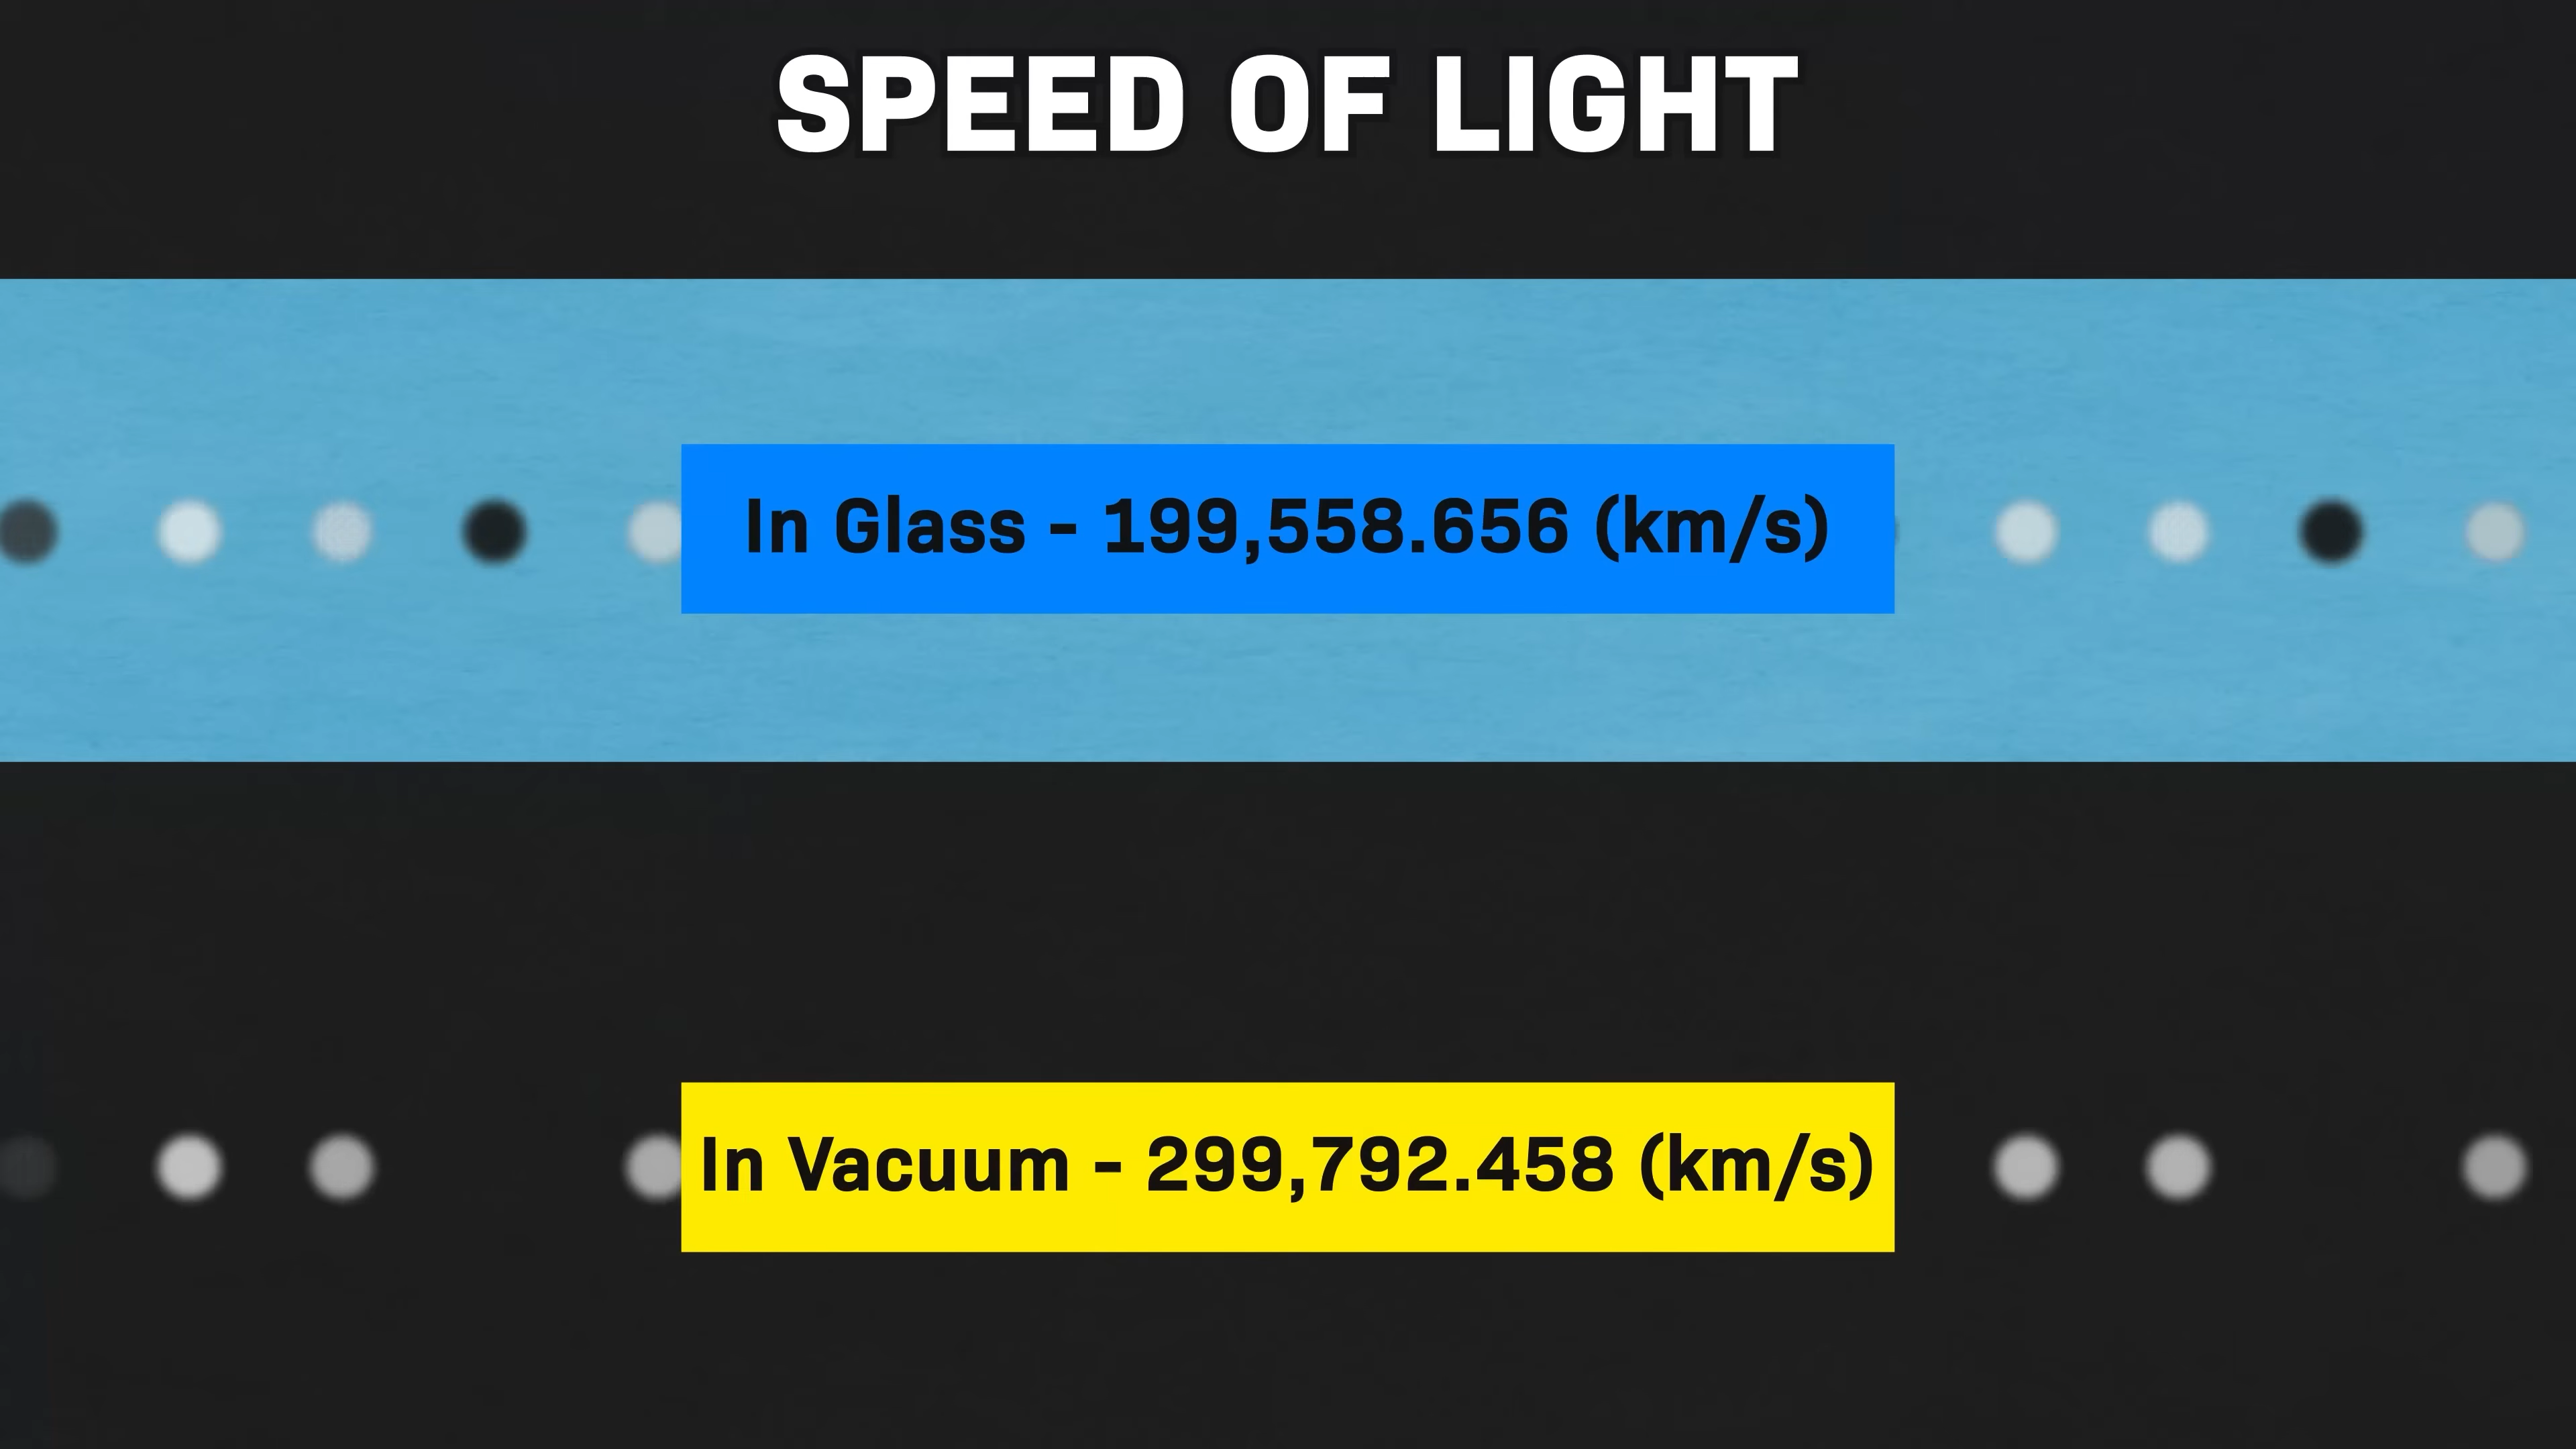 SPEED OF LIGHT
In Glass - 199,558.656 (km/s)
In Vacuum - 299,792.458 (km/s)